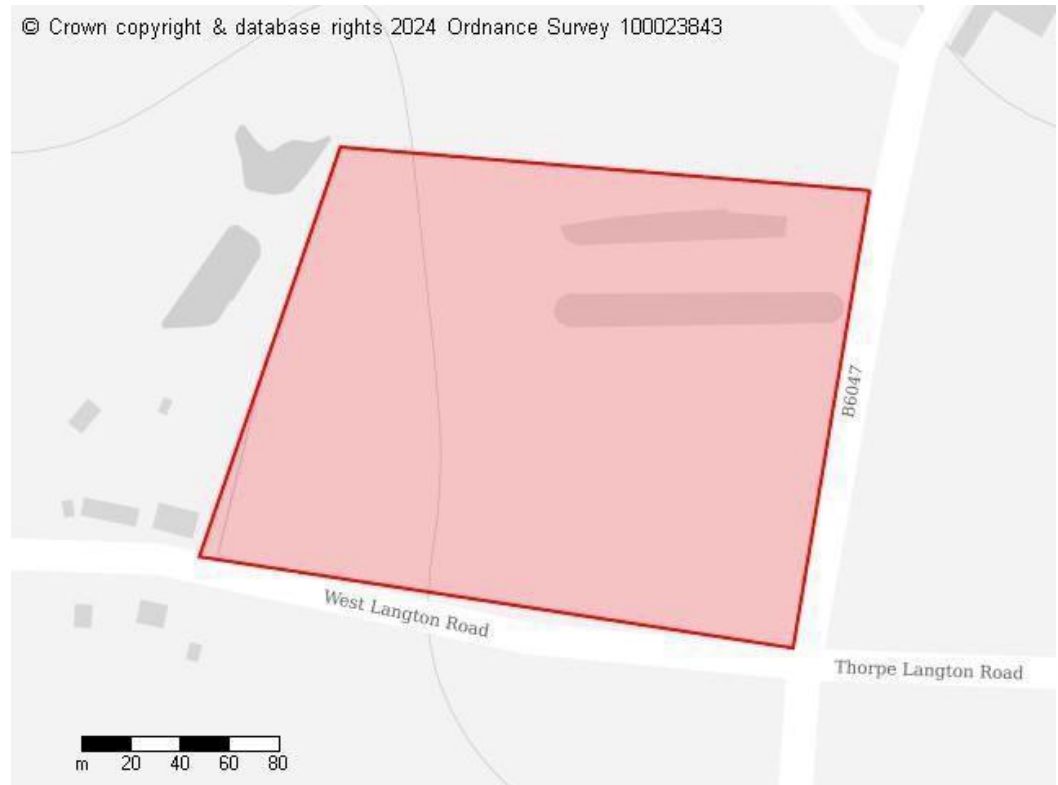 © Crown copyright & database rights 2024 Ordnance Survey 100023843
B6047
West Langton Road
Thorpe Langton Road
m 20 40 60 80